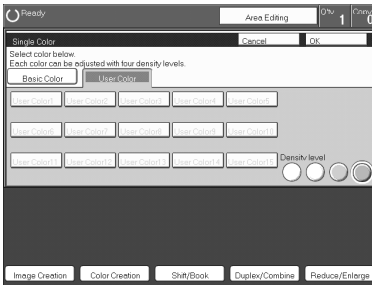 Ready Area Editing Q'ty 1 Copy 0
Single Color Cancel OK
Select color below.
Each color can be adjusted with four density levels.
Basic Color User Color
User Color1 User Color2 User Color3 User Color4 User Color5
User Color6 User Color7 User Color8 User Color9 User Color10
User Color11 User Color12 User Color13 User Color14 User Color15 Density level
Image Creation Color Creation Shift/Book Duplex/Combine Reduce/Enlarge